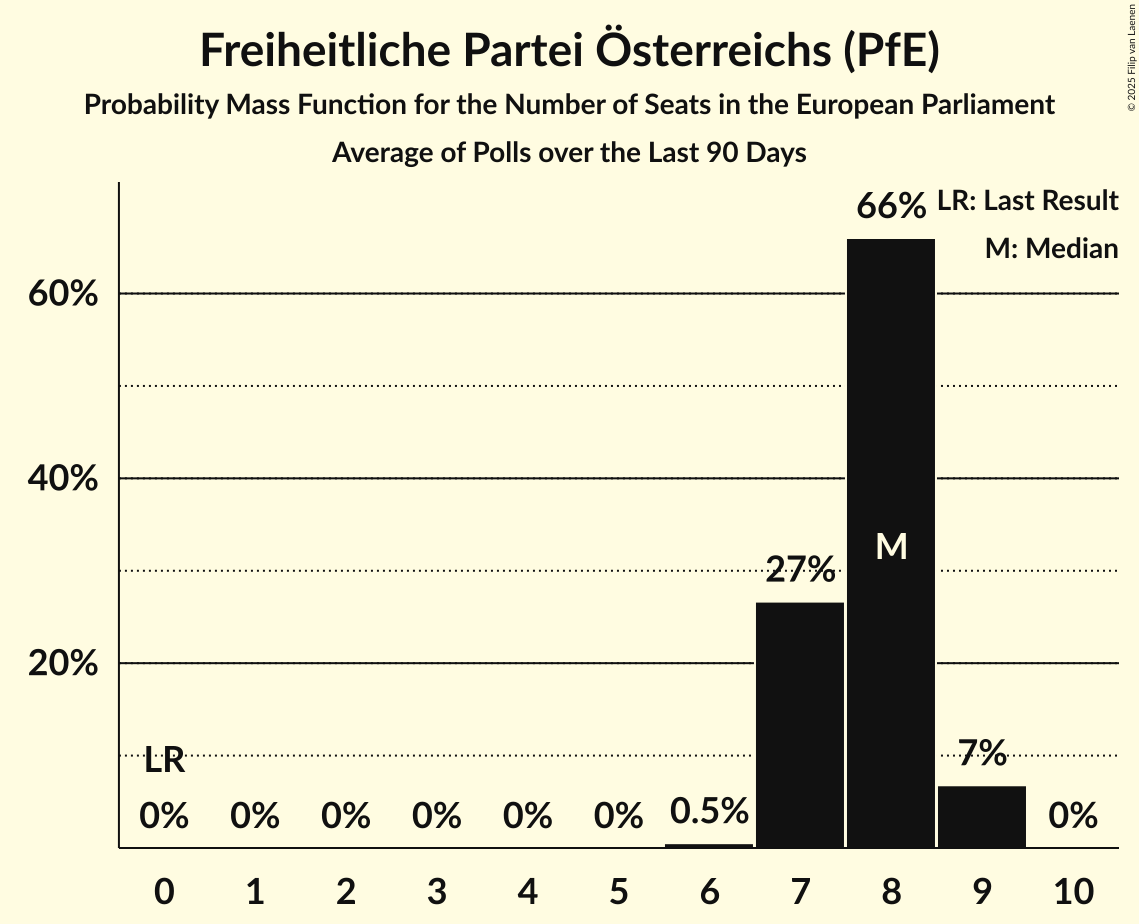 Freiheitliche Partei Österreichs (PfE)
Probability Mass Function for the Number of Seats in the European Parliament
Average of Polls over the Last 90 Days
© 2025 Filip van Laenen
66% LR: Last Result
M: Median
60%
40%
M
27%
20%
LR
7%
0% 0% 0% 0% 0% 0% 0.5% 0%
0 1 2 3 4 5 6 7 8 9 10